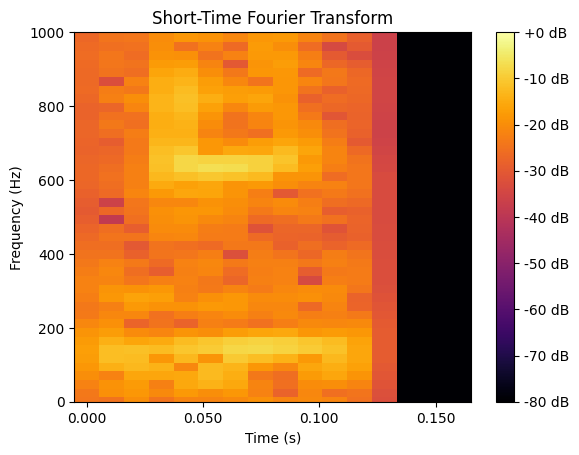 Short-Time Fourier Transform
1000
800
600
400
200
0
Frequency (Hz)
0.000
0.050
0.100
0.150
Time (s)
+0 dB
-10 dB
-20 dB
-30 dB
-40 dB
-50 dB
-60 dB
-70 dB
-80 dB